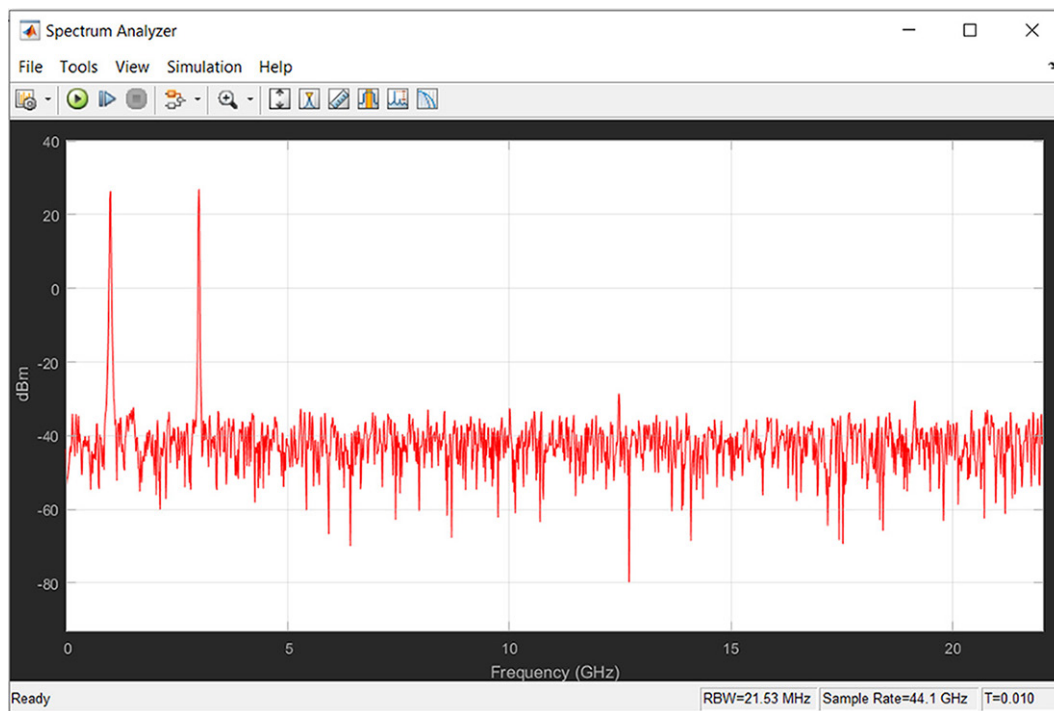 Spectrum Analyzer
File Tools View Simulation Help
40
20
0
-20
-40
-60
-80
dBm
0 5 10 15 20
Frequency (GHz)
Ready RBW=21.53 MHz Sample Rate=44.1 GHz T=0.010